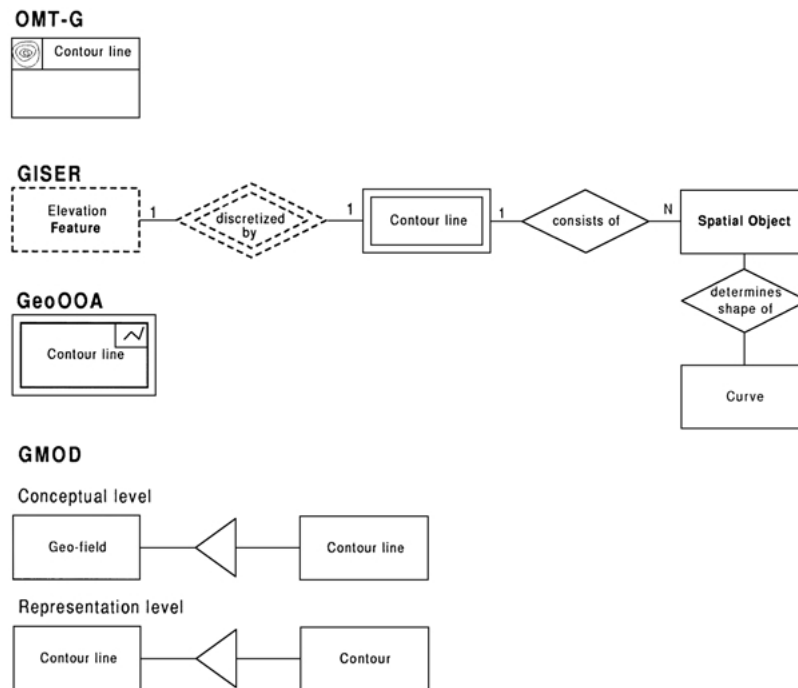 OMT-G
Contour line
GISER
Elevation
Feature
1
discretized
by
1
Contour line
1
consists of
N
Spatial Object
determines
shape of
Curve
GeoOOA
Contour line
GMOD
Conceptual level
Geo-field
Contour line
Representation level
Contour line
Contour